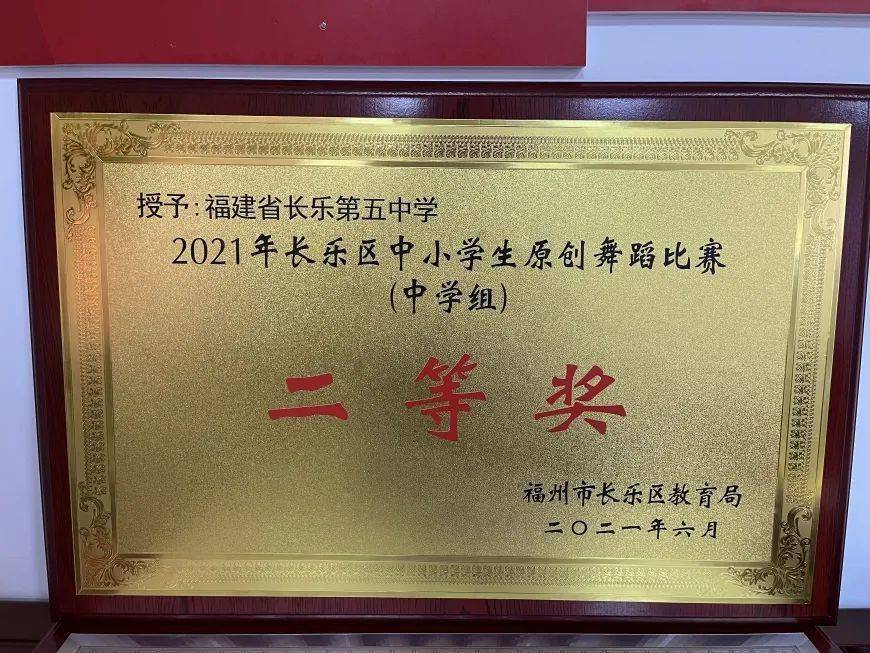 授予:福建省长乐第五中学
2021年长乐区中小学生原创舞蹈比赛
(中学组)
二等奖
福州市长乐区教育局
二〇二一年六月